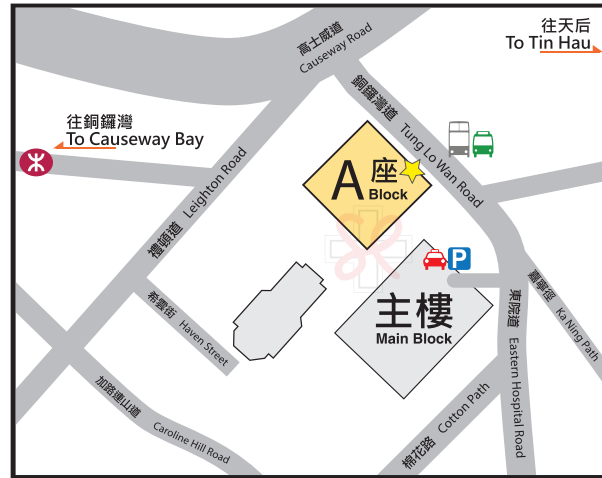 高士威道
Causeway Road
往天后
To Tin Hau
往銅鑼灣
To Causeway Bay
銅鑼灣道 Tung Lo Wan Road
A座
Block
禮頓道 Leighton Road
P
主樓
Main Block
希雲街 Haven Street
嘉寧徑 Ka Ning Path
東院道 Eastern Hospital Road
加路連山道 Caroline Hill Road
棉花路 Cotton Path